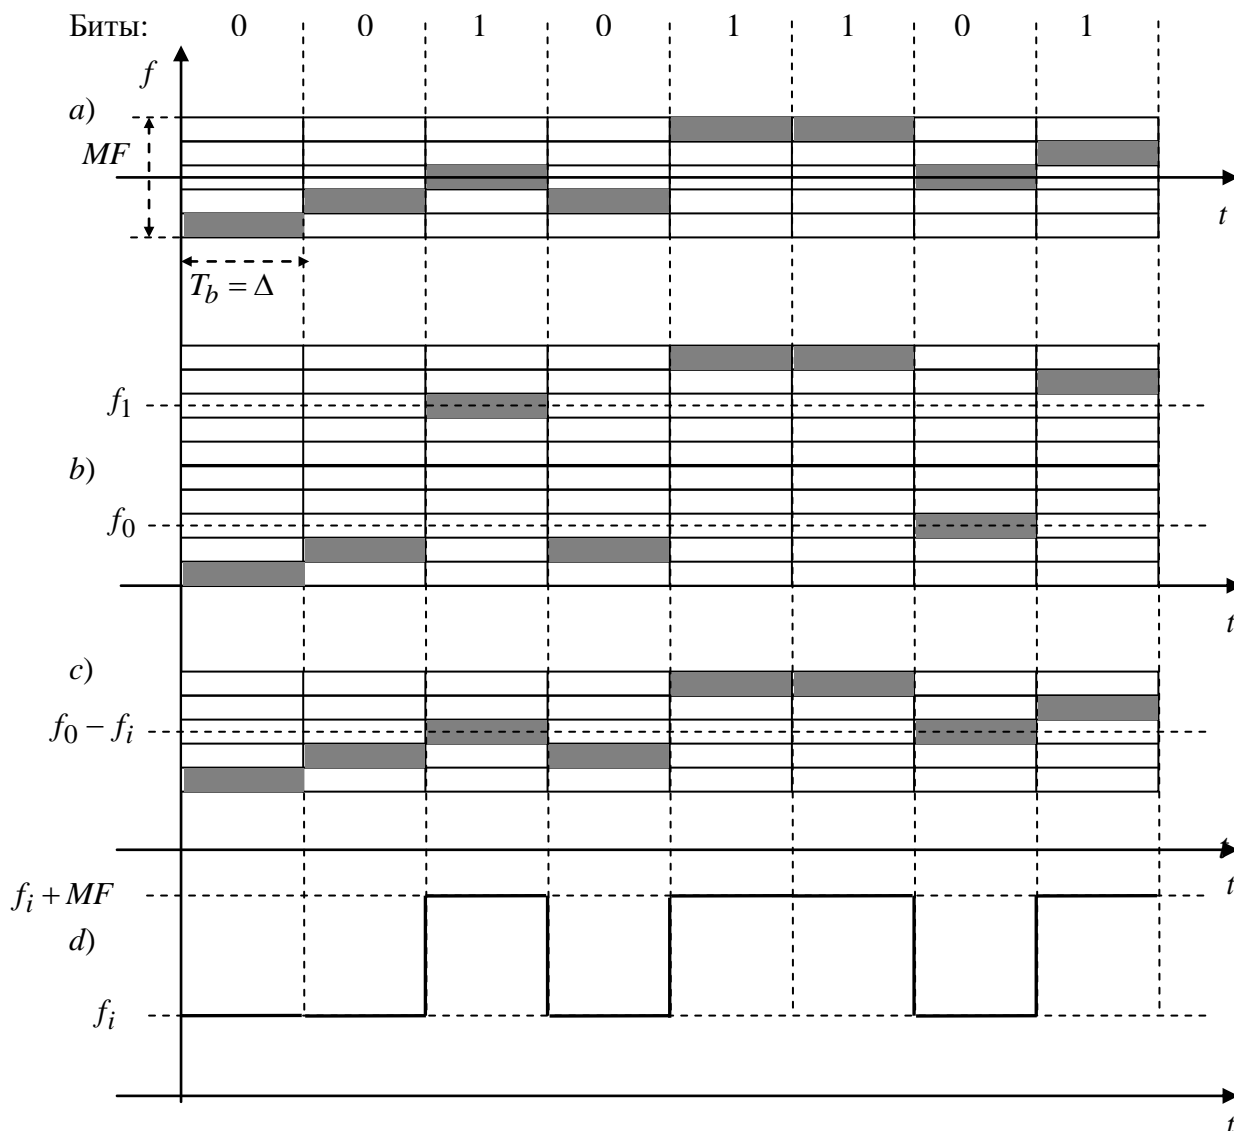 Биты: 0 0 1 0 1 1 0 1
f
a)
MF
t
T_b = Δ
f_1
b)
f_0
t
c)
f_0 − f_i
t
f_i + MF
t
d)
f_i
t